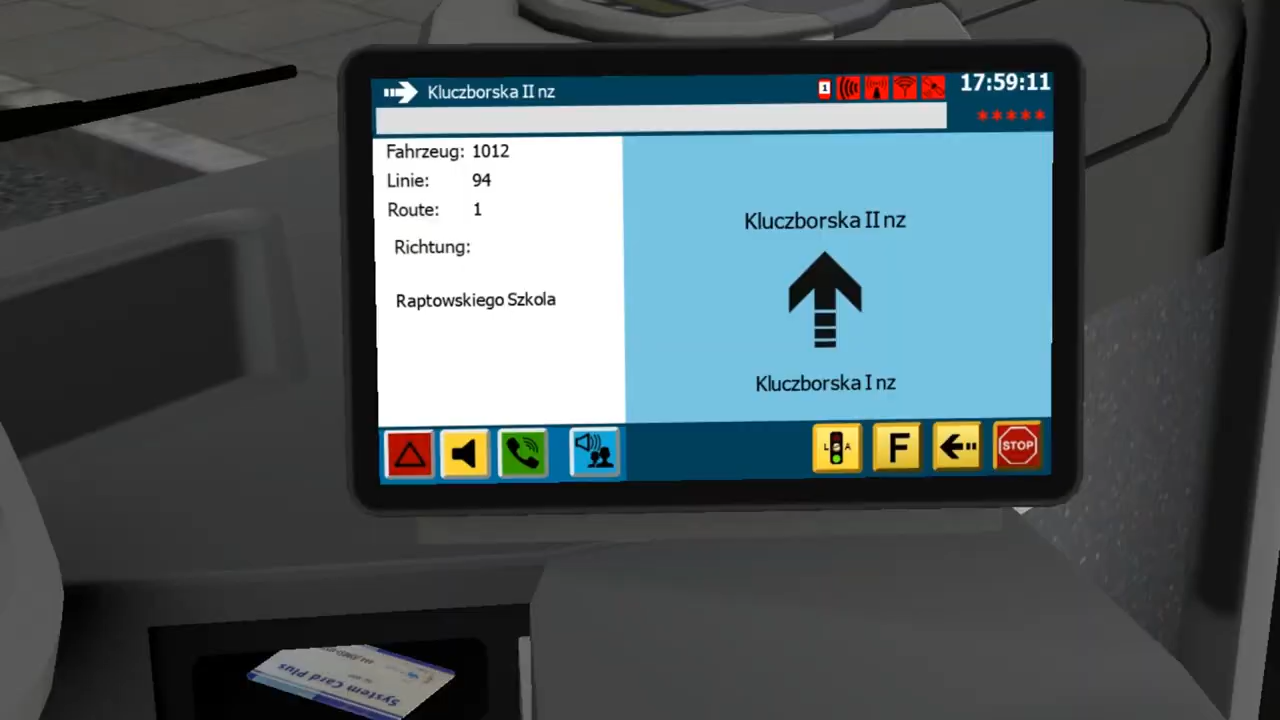 Kluczborska II nz
1
17:59:11
*****
Fahrzeug: 1012
Linie: 94
Route: 1
Richtung:
Raptowskiego Szkola
Kluczborska II nz
Kluczborska I nz
L A
F
STOP
System Card Plus